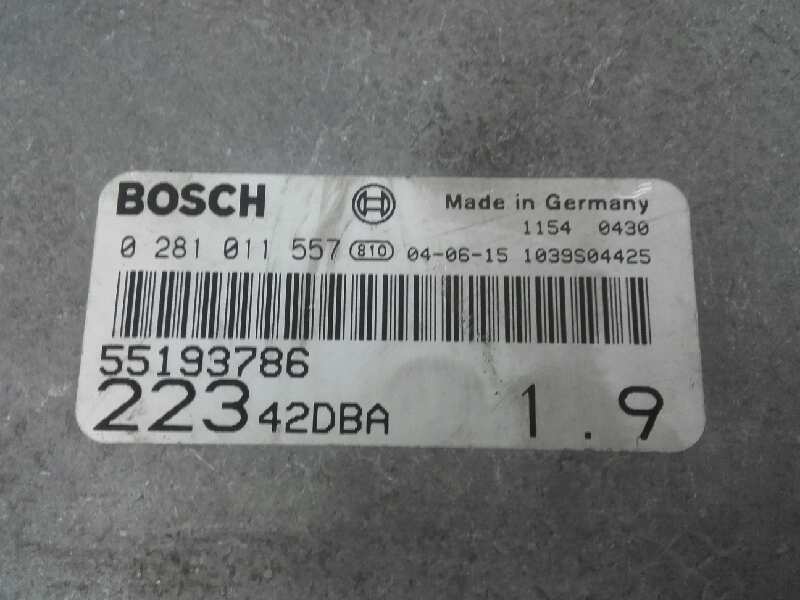 BOSCH Made in Germany
1154 0430
0 281 011 557 810 04-06-15 1039S04425
55193786
223 42DBA 1.9